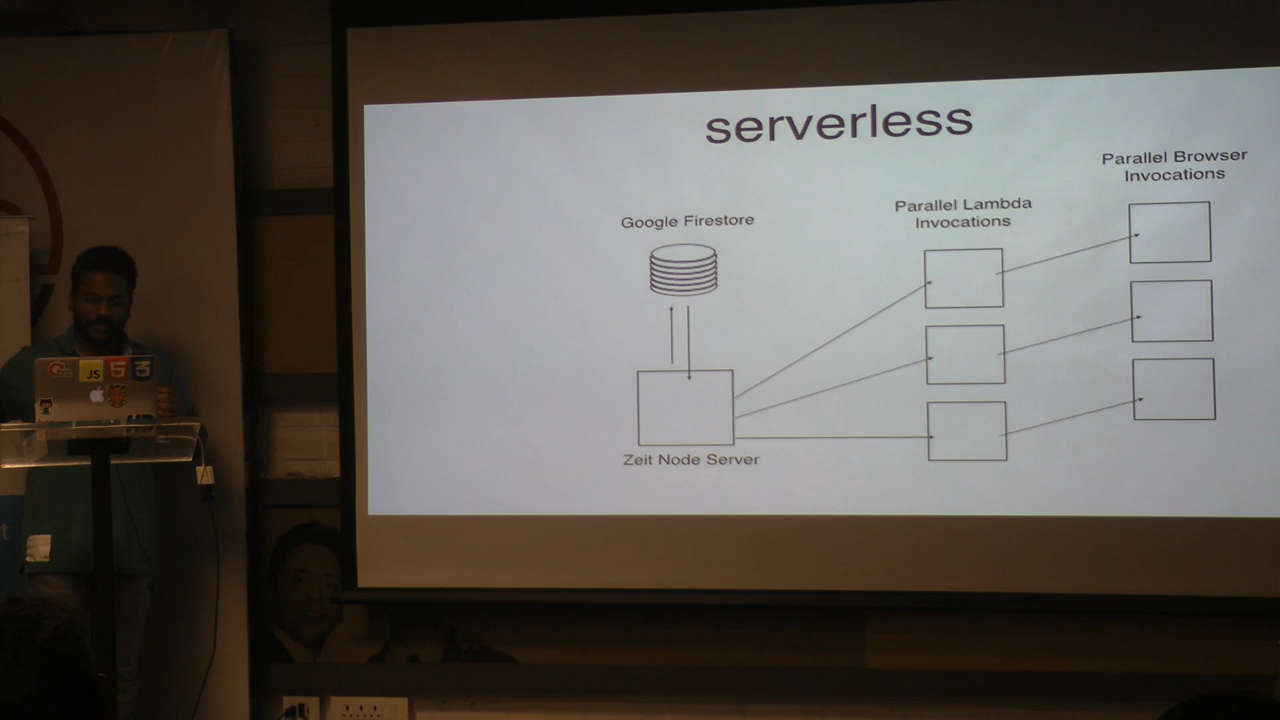 serverless
Parallel Browser
Invocations
Parallel Lambda
Invocations
Google Firestore
Zeit Node Server
JS